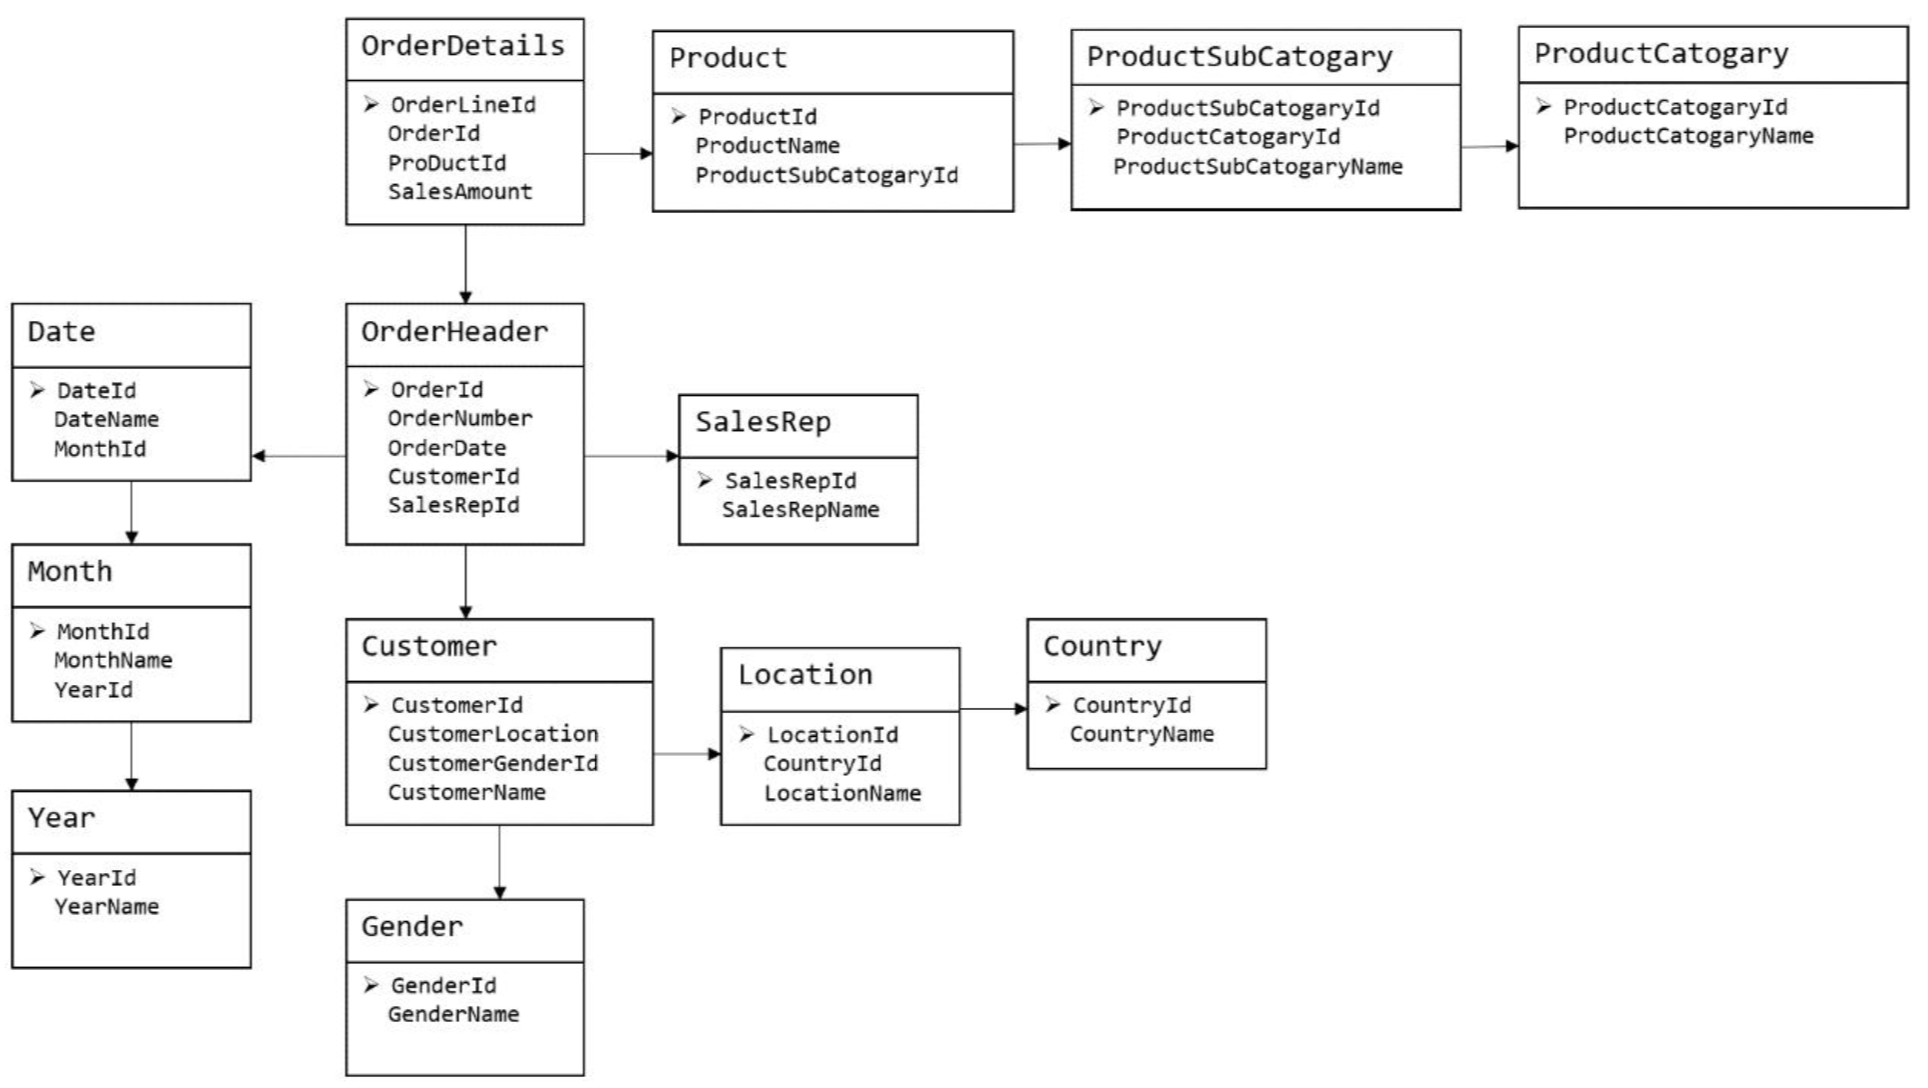 OrderDetails
OrderLineId
OrderId
ProDuctId
SalesAmount
Product
ProductId
ProductName
ProductSubCatogaryId
ProductSubCatogary
ProductSubCatogaryId
ProductCatogaryId
ProductSubCatogaryName
ProductCatogary
ProductCatogaryId
ProductCatogaryName
Date
DateId
DateName
MonthId
OrderHeader
OrderId
OrderNumber
OrderDate
CustomerId
SalesRepId
SalesRep
SalesRepId
SalesRepName
Month
MonthId
MonthName
YearId
Customer
CustomerId
CustomerLocation
CustomerGenderId
CustomerName
Location
LocationId
CountryId
LocationName
Country
CountryId
CountryName
Year
YearId
YearName
Gender
GenderId
GenderName